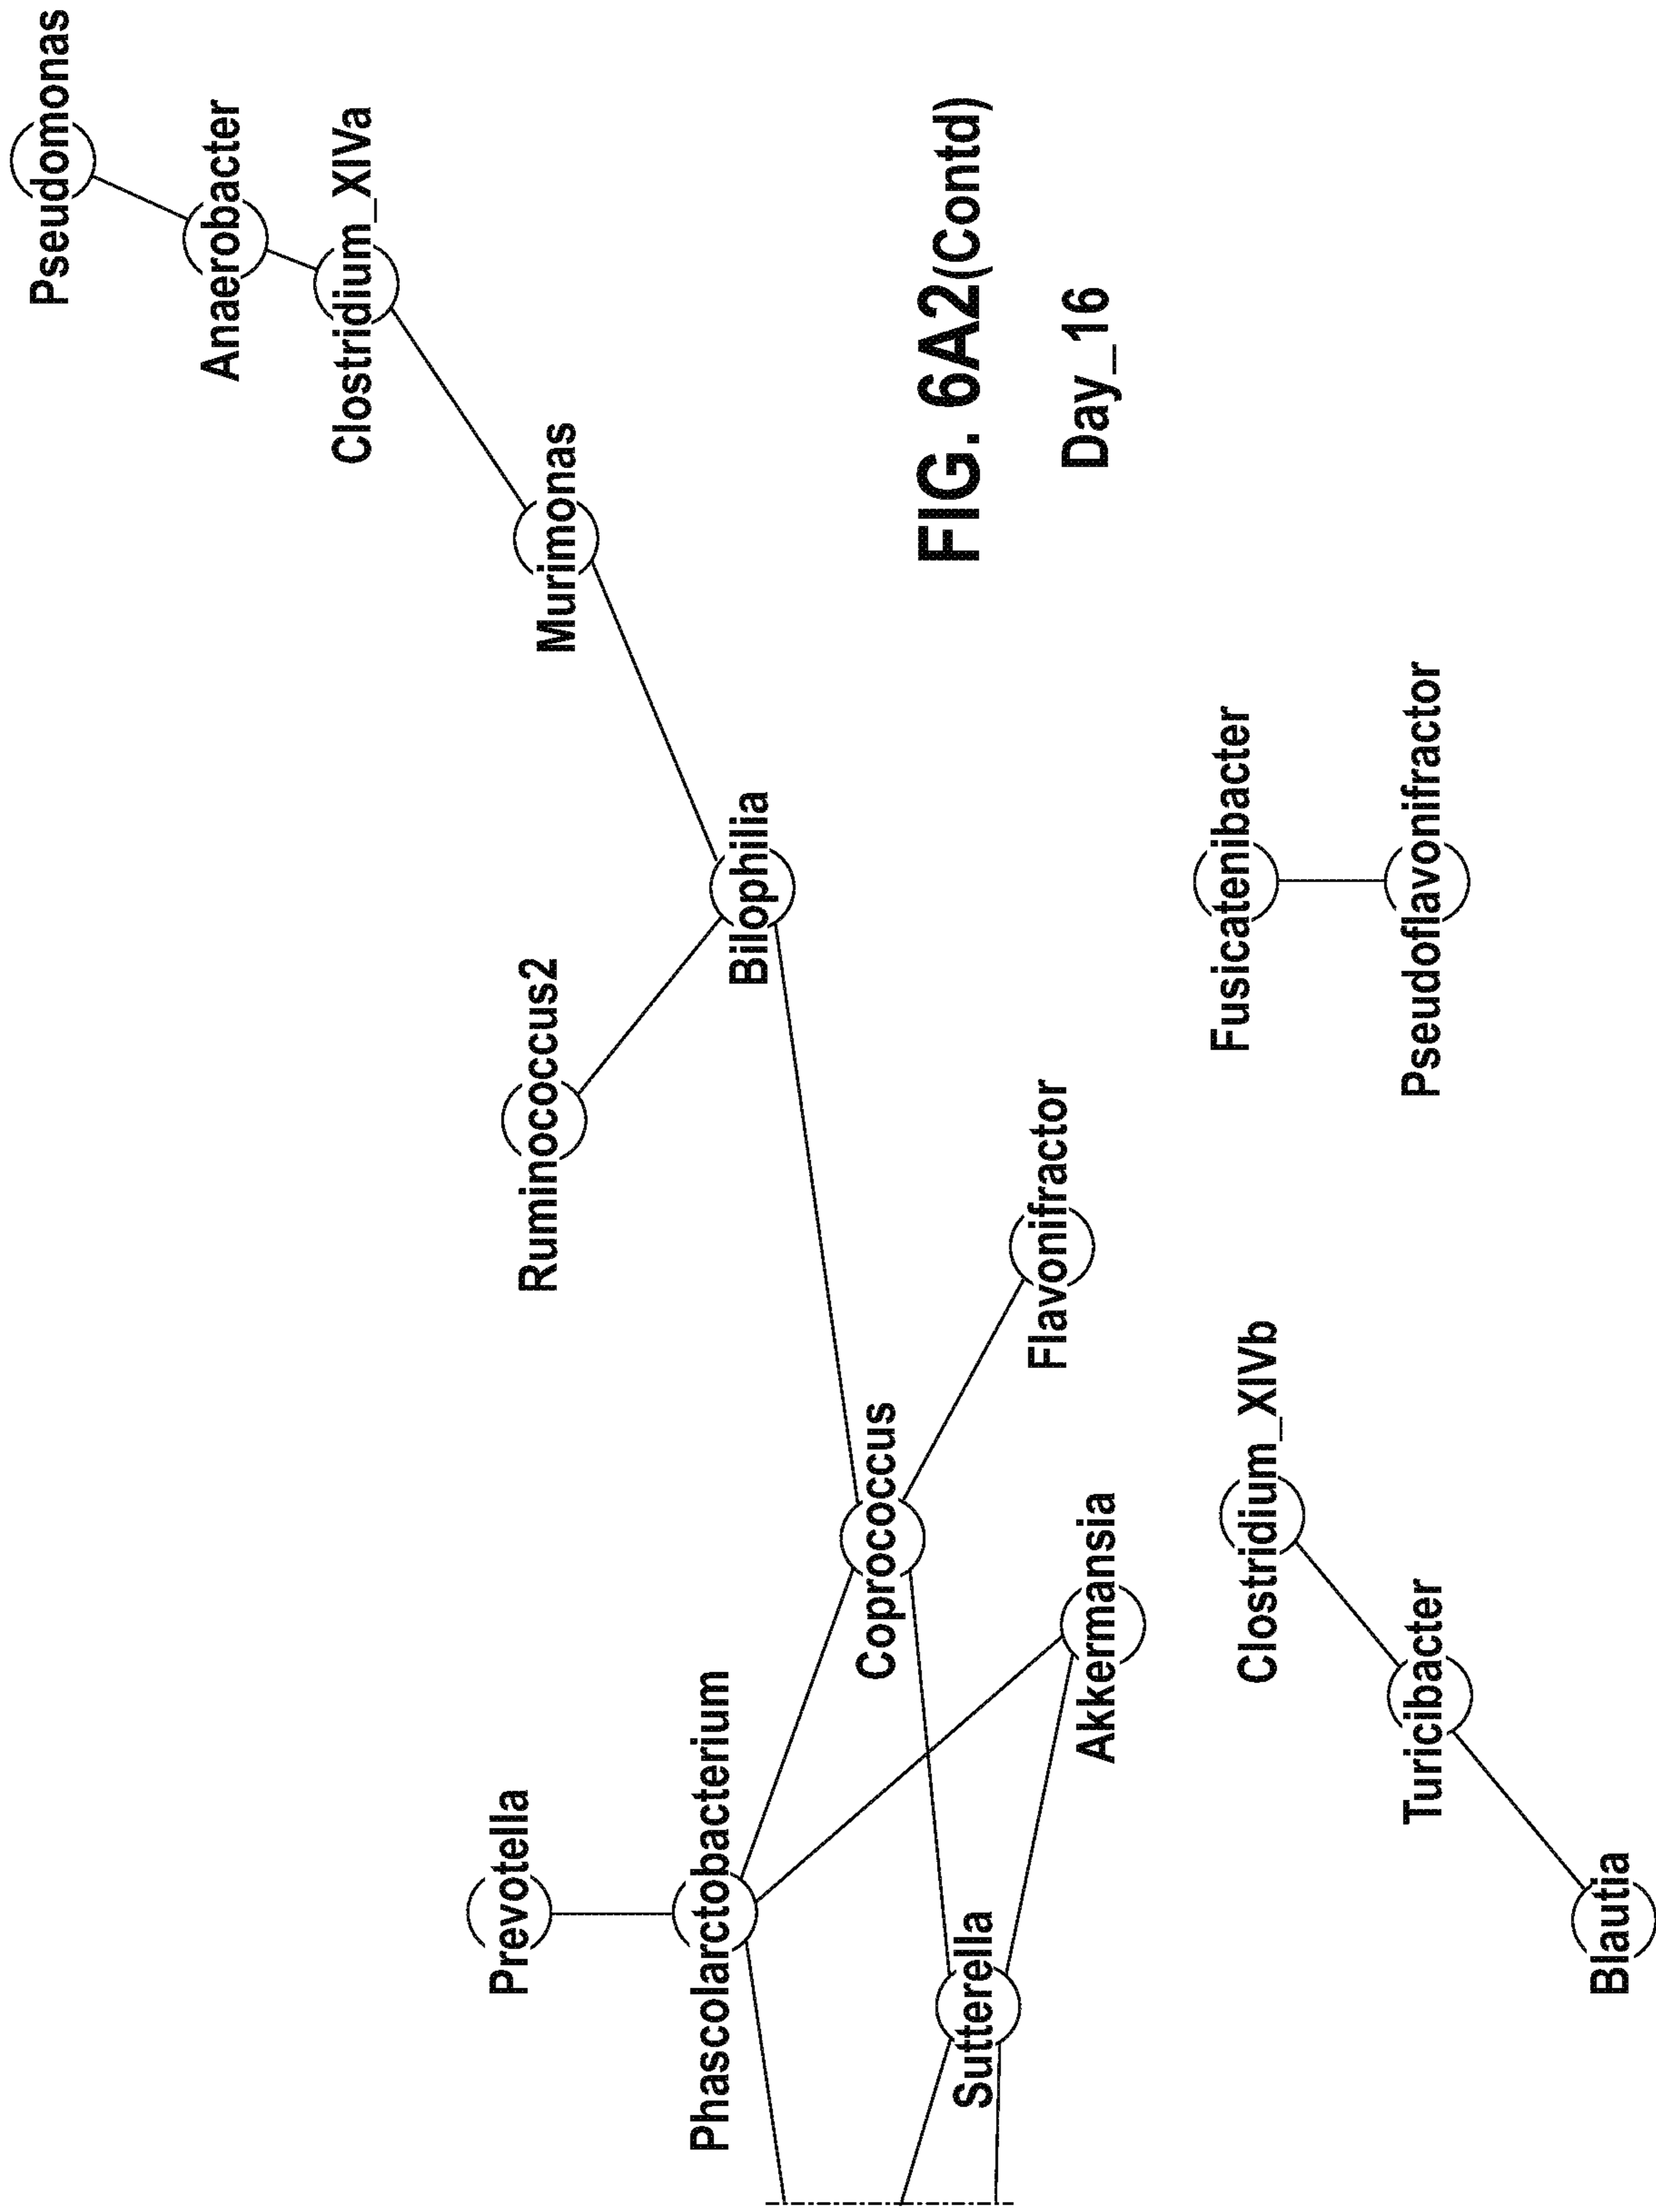 Pseudomonas
Anaerobacter
Clostridium_XIVa
Murimonas
Bilophilia
Ruminococcus2
Coprococcus
Flavonifractor
Prevotella
Phascolarctobacterium
Sutterella
Akkermansia
Clostridium_XIVb
Turicibacter
Blautia
Fusicatenibacter
Pseudoflavonifractor
FIG. 6A2(Contd)
Day_16